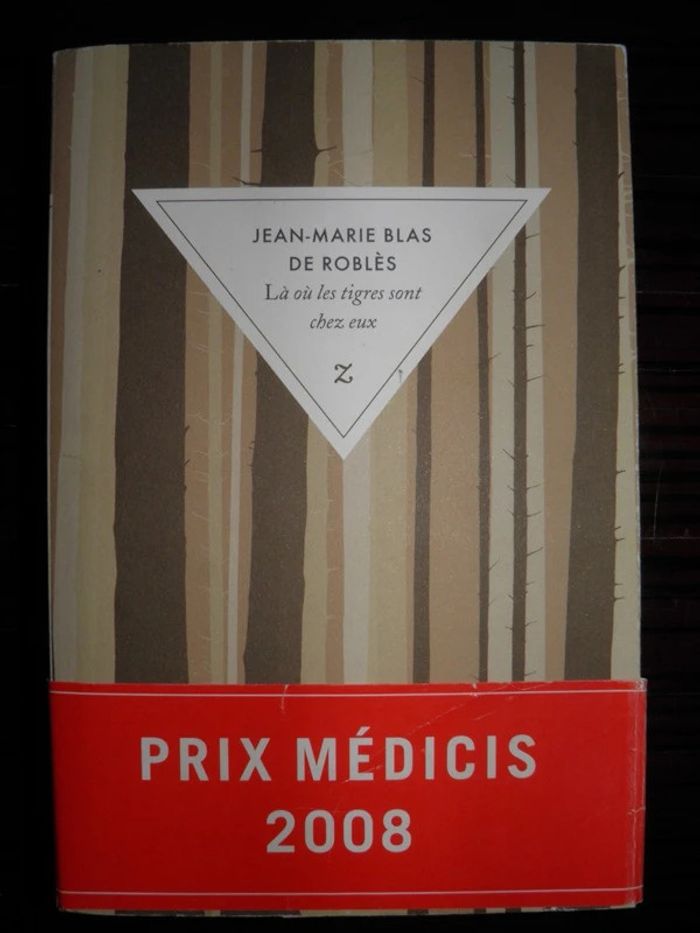 JEAN-MARIE BLAS
DE ROBLÈS
Là où les tigres sont
chez eux
Z
PRIX MÉDICIS
2008